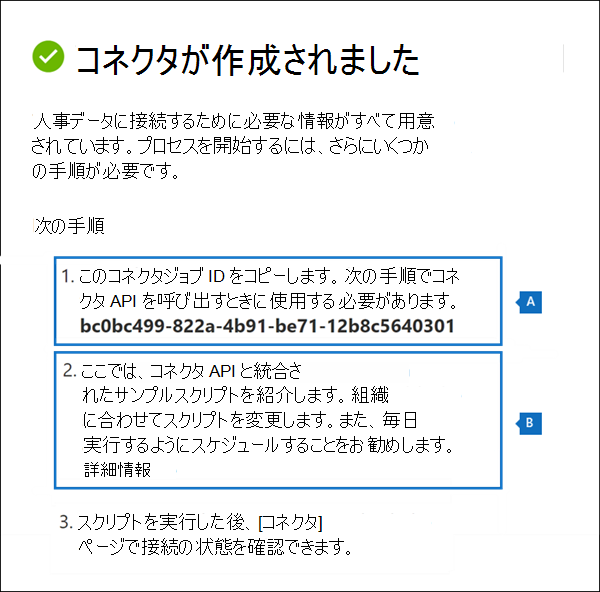 コネクタが作成されました
人事データに接続するために必要な情報がすべて用意
されています。プロセスを開始するには、さらにいくつか
の手順が必要です。
次の手順
1. このコネクタジョブ ID をコピーします。次の手順でコネ
クタ API を呼び出すときに使用する必要があります。
bc0bc499-822a-4b91-be71-12b8c5640301
A
2. ここでは、コネクタ API と統合さ
れたサンプルスクリプトを紹介します。組織
に合わせてスクリプトを変更します。また、毎日
実行するようにスケジュールすることをお勧めします。
詳細情報
B
3. スクリプトを実行した後、[コネクタ]
ページで接続の状態を確認できます。